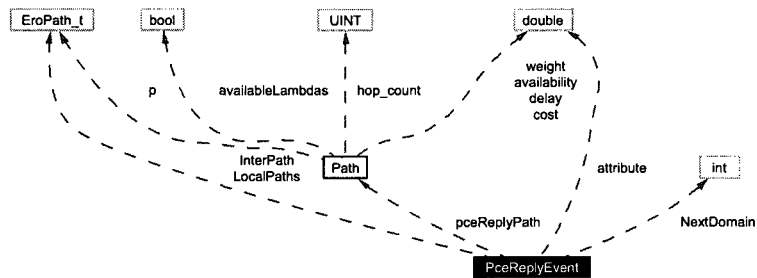 EroPath_t bool UINT double
p availableLambdas hop_count weight
availability
delay
cost
InterPath
LocalPaths
Path attribute int
pceReplyPath NextDomain
PceReplyEvent